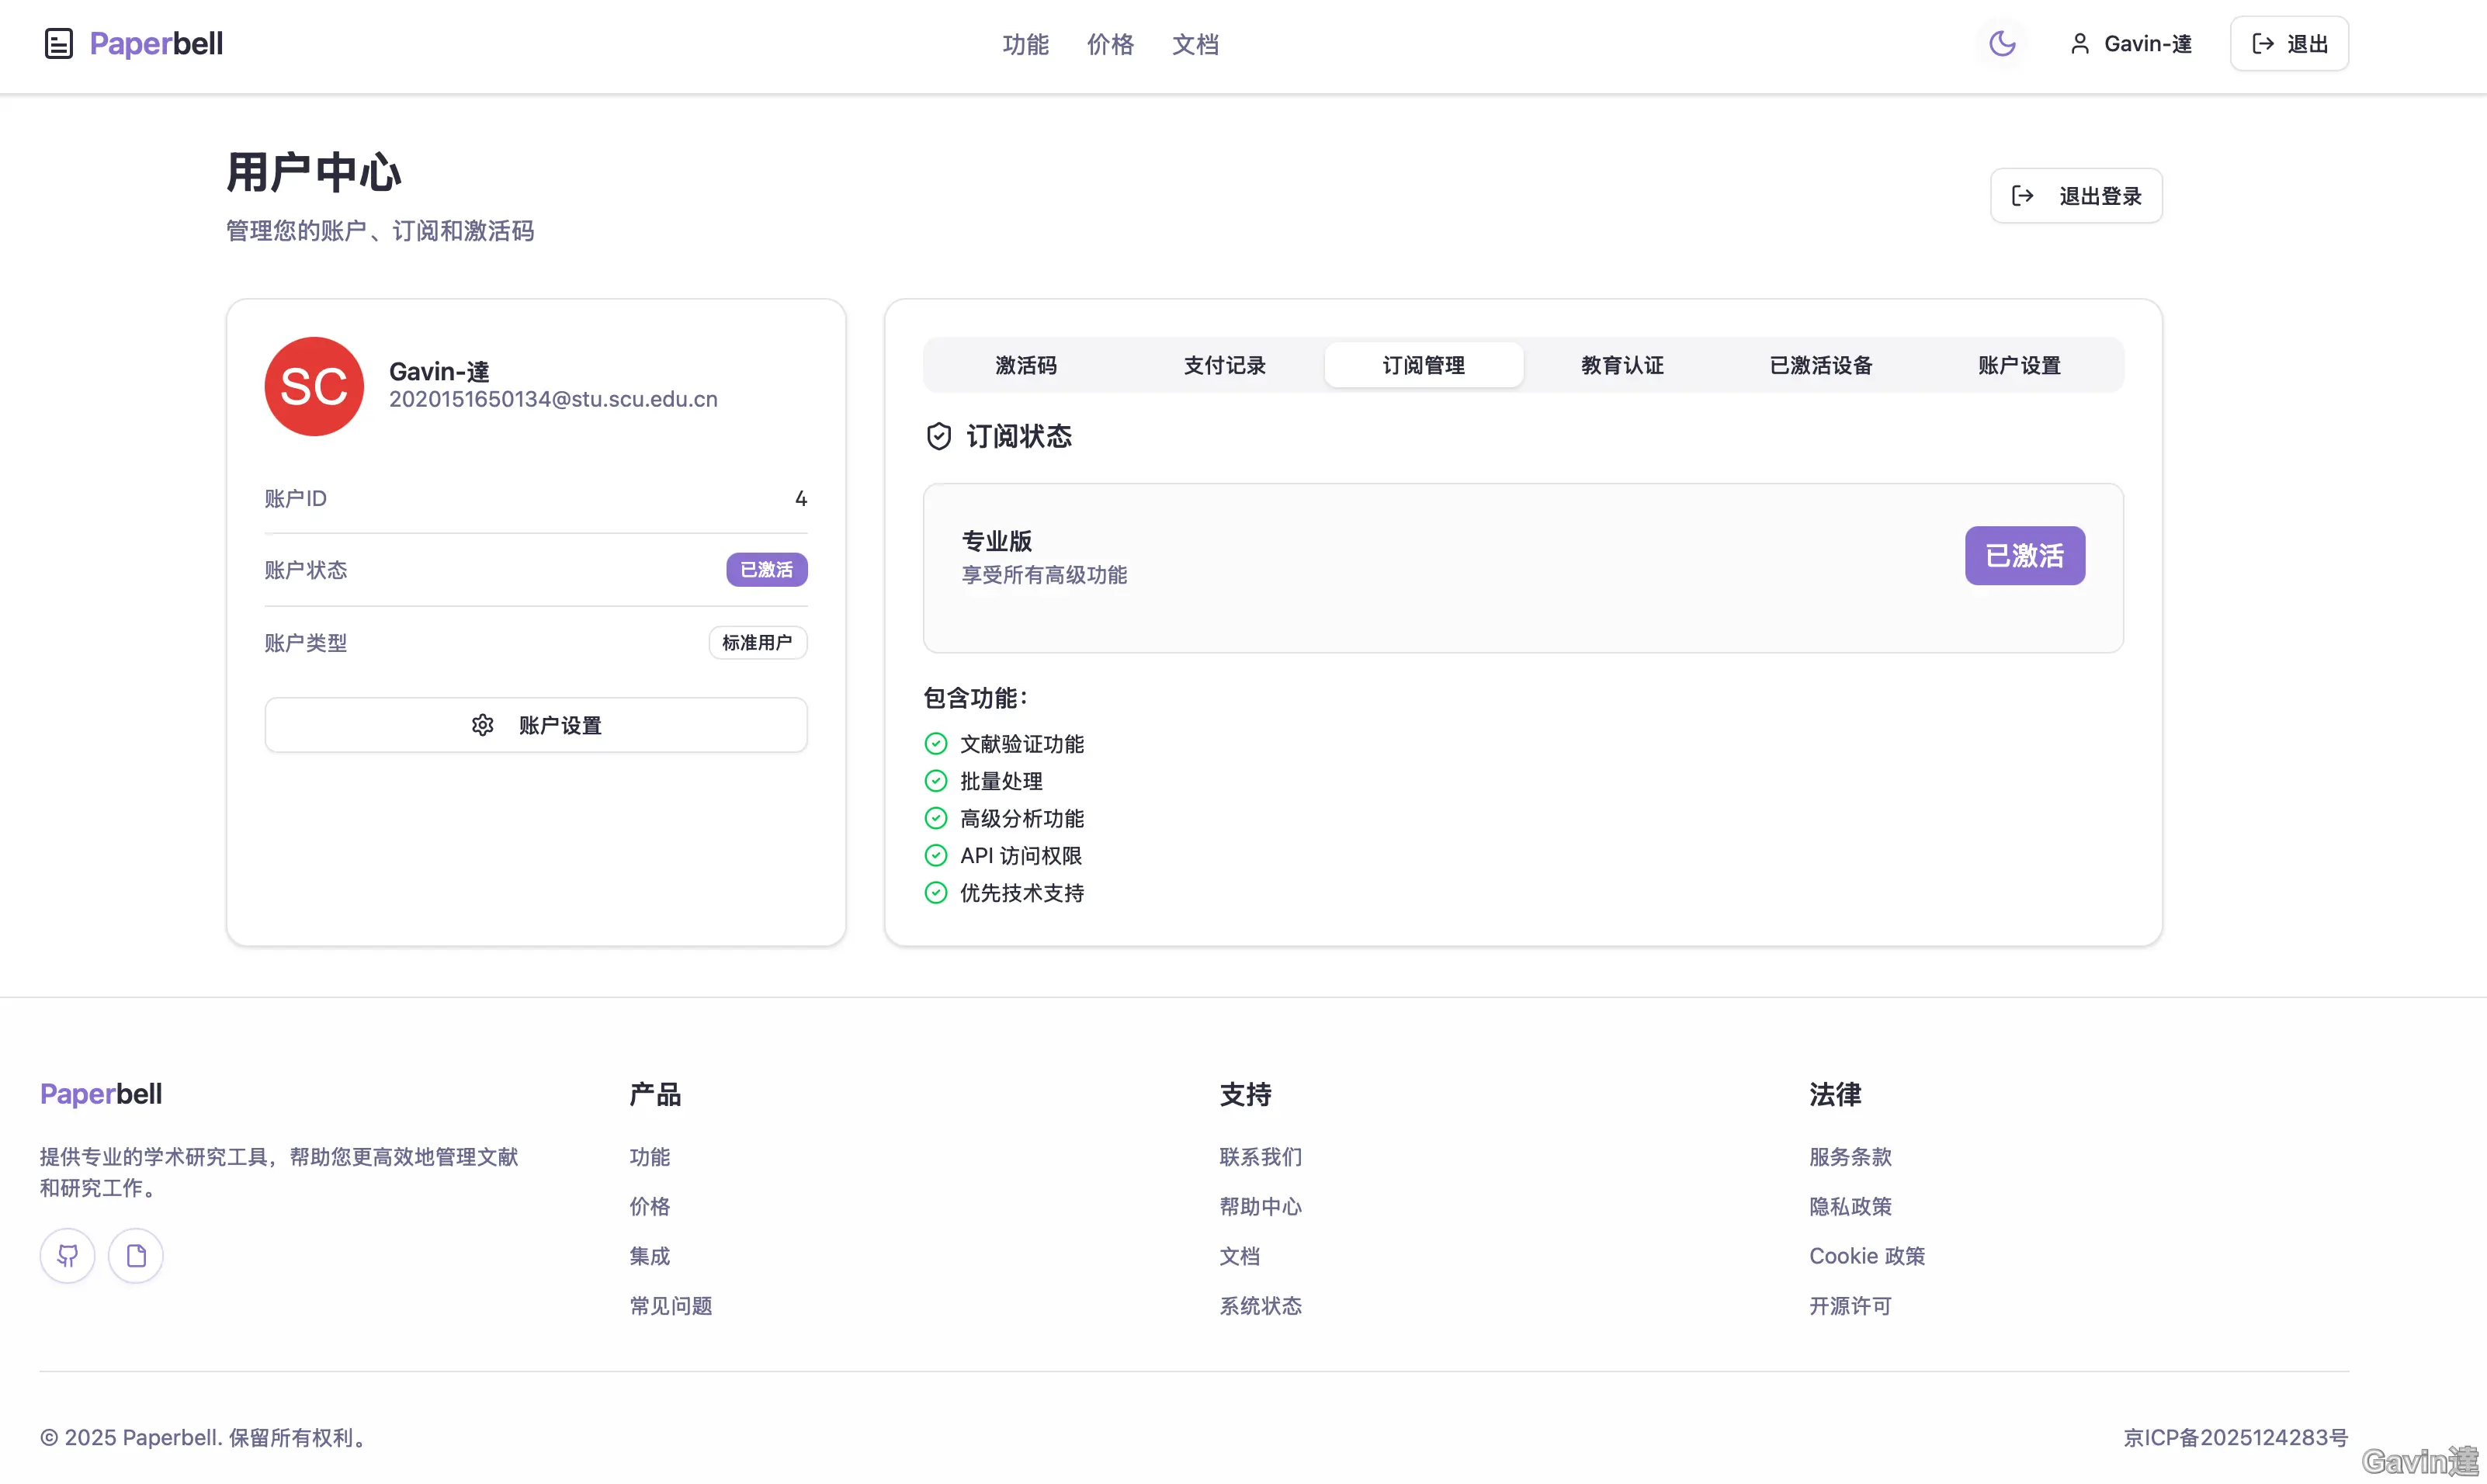 Paperbell
功能
价格
文档
Gavin-達
退出
用户中心
管理您的账户、订阅和激活码
退出登录
SC
Gavin-達
2020151650134@stu.scu.edu.cn
账户ID
4
账户状态
已激活
账户类型
标准用户
账户设置
激活码
支付记录
订阅管理
教育认证
已激活设备
账户设置
订阅状态
专业版
享受所有高级功能
已激活
包含功能：
文献验证功能
批量处理
高级分析功能
API 访问权限
优先技术支持
Paperbell
提供专业的学术研究工具，帮助您更高效地管理文献
和研究工作。
产品
功能
价格
集成
常见问题
支持
联系我们
帮助中心
文档
系统状态
法律
服务条款
隐私政策
Cookie 政策
开源许可
© 2025 Paperbell. 保留所有权利。
京ICP备2025124283号
Gavin達